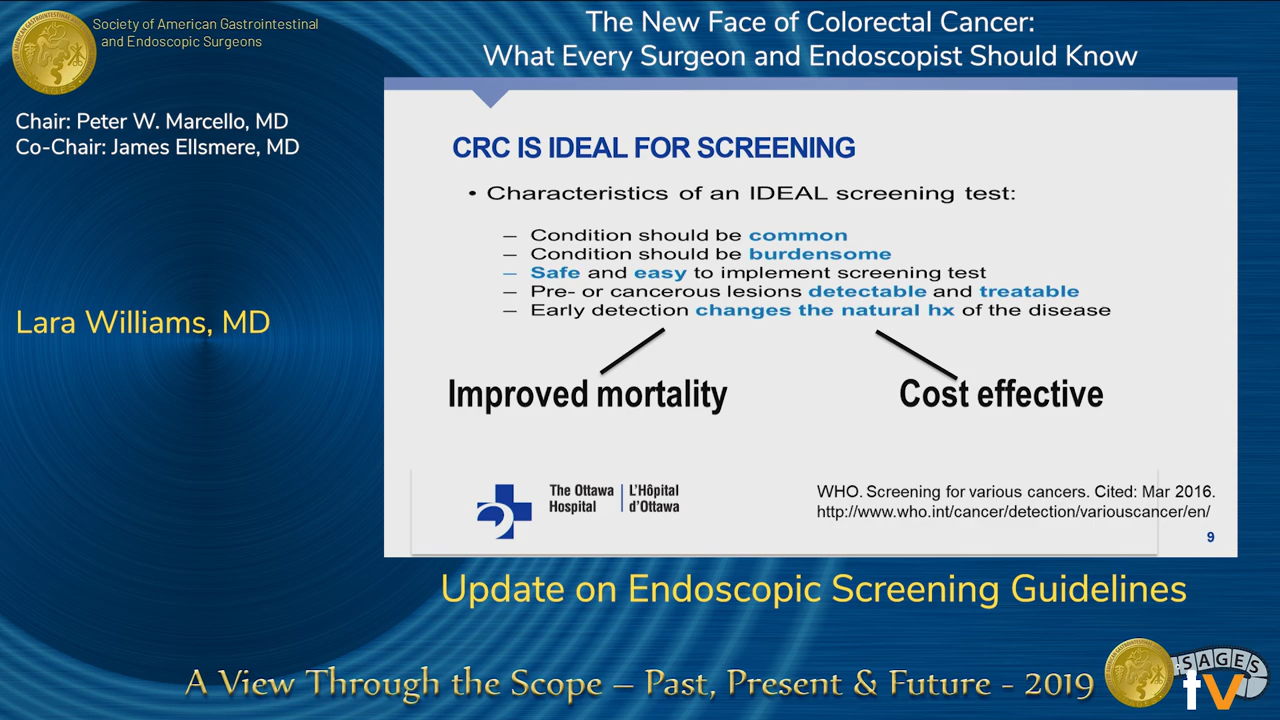 Society of American Gastrointestinal
and Endoscopic Surgeons
The New Face of Colorectal Cancer:
What Every Surgeon and Endoscopist Should Know
Chair: Peter W. Marcello, MD
Co-Chair: James Ellsmere, MD
Lara Williams, MD
CRC IS IDEAL FOR SCREENING
• Characteristics of an IDEAL screening test:
– Condition should be common
– Condition should be burdensome
– Safe and easy to implement screening test
– Pre- or cancerous lesions detectable and treatable
– Early detection changes the natural hx of the disease
Improved mortality
Cost effective
The Ottawa Hospital
L'Hôpital d'Ottawa
WHO. Screening for various cancers. Cited: Mar 2016.
http://www.who.int/cancer/detection/variouscancer/en/
9
Update on Endoscopic Screening Guidelines
A View Through the Scope – Past, Present & Future - 2019
SAGES
tv